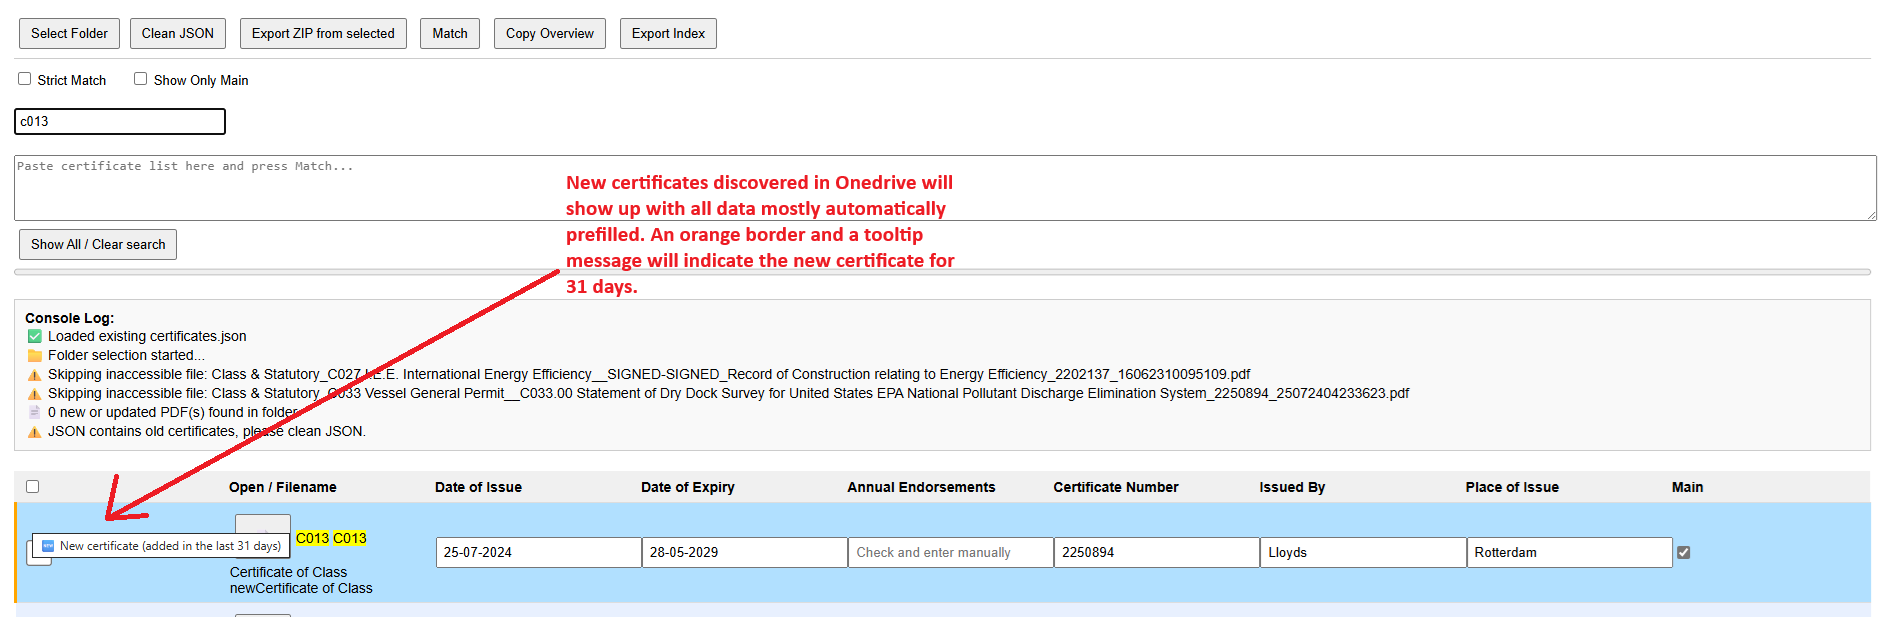 Select Folder Clean JSON Export ZIP from selected Match Copy Overview Export Index
Strict Match Show Only Main
c013
Paste certificate list here and press Match...
New certificates discovered in Onedrive will
show up with all data mostly automatically
prefilled. An orange border and a tooltip
message will indicate the new certificate for
31 days.
Show All / Clear search
Console Log:
Loaded existing certificates.json
Folder selection started...
Skipping inaccessible file: Class & Statutory_C027 I.E.E. International Energy Efficiency__SIGNED-SIGNED_Record of Construction relating to Energy Efficiency_2202137_16062310095109.pdf
Skipping inaccessible file: Class & Statutory_C033 Vessel General Permit__C033.00 Statement of Dry Dock Survey for United States EPA National Pollutant Discharge Elimination System_2250894_25072404233623.pdf
0 new or updated PDF(s) found in folder
JSON contains old certificates, please clean JSON.
Open / Filename Date of Issue Date of Expiry Annual Endorsements Certificate Number Issued By Place of Issue Main
C013 C013
NEW New certificate (added in the last 31 days)
25-07-2024 28-05-2029 Check and enter manually 2250894 Lloyds Rotterdam
Certificate of Class
newCertificate of Class